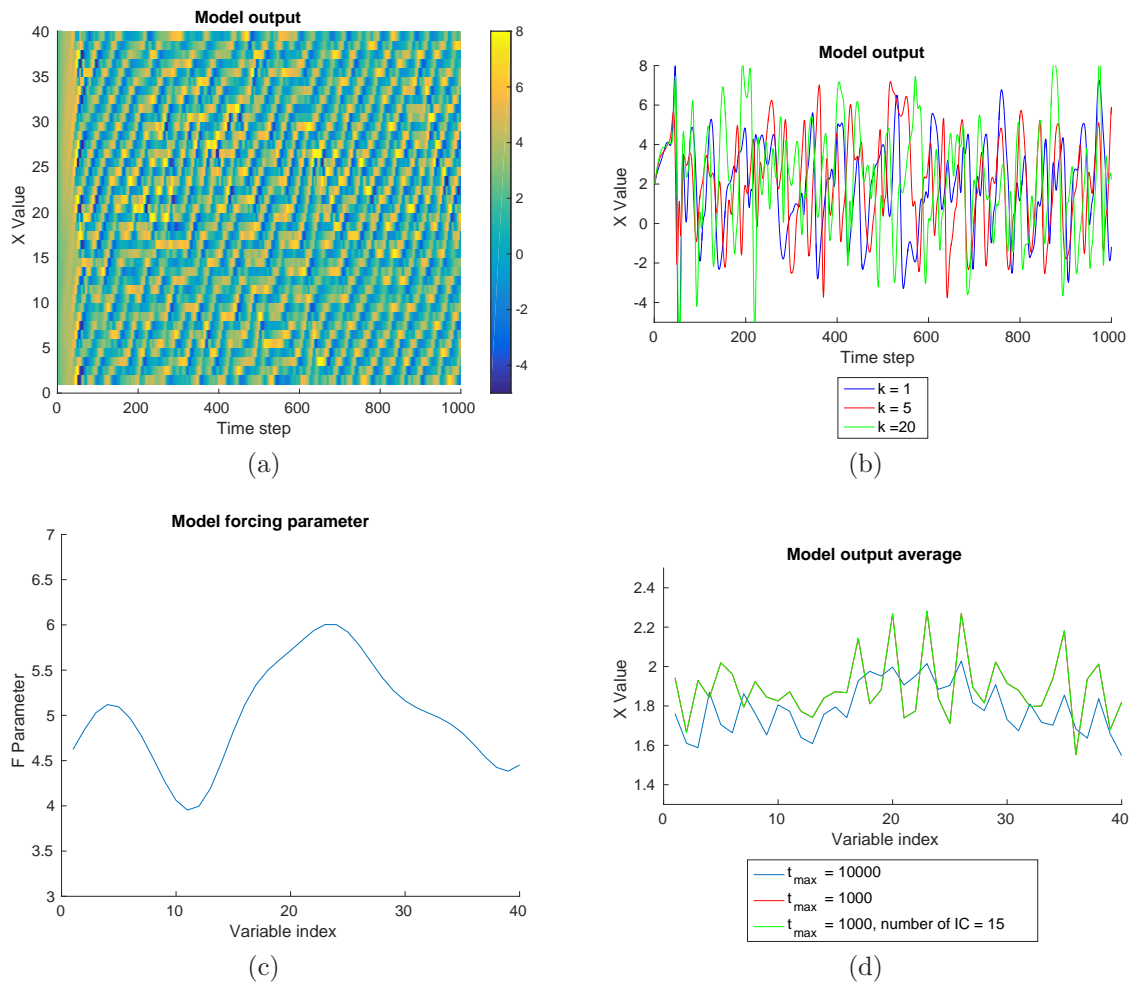 Model output
40
35
30
25
20
15
10
5
0
X Value
0 200 400 600 800 1000
Time step
8
6
4
2
0
-2
-4
(a)
Model output
8
6
4
2
0
-2
-4
X Value
0 200 400 600 800 1000
Time step
k = 1
k = 5
k =20
(b)
Model forcing parameter
7
6.5
6
5.5
5
4.5
4
3.5
3
F Parameter
0 10 20 30 40
Variable index
(c)
Model output average
2.4
2.2
2
1.8
1.6
1.4
X Value
0 10 20 30 40
Variable index
t_max = 10000
t_max = 1000
t_max = 1000, number of IC = 15
(d)